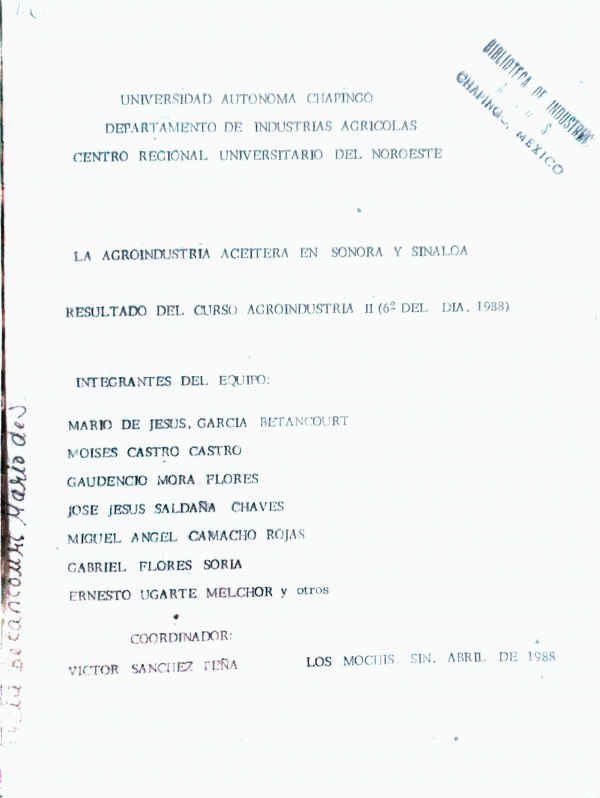 UNIVERSIDAD AUTONOMA CHAPINGO
DEPARTAMENTO DE INDUSTRIAS AGRICOLAS
CENTRO REGIONAL UNIVERSITARIO DEL NOROESTE
BIBLIOTECA DE INDUSTRIAS
CHAPINGO, MEXICO
LA AGROINDUSTRIA ACEITERA EN SONORA Y SINALOA
RESULTADO DEL CURSO AGROINDUSTRIA II (6º DEL DIA. 1988)
INTEGRANTES DEL EQUIPO:
MARIO DE JESUS, GARCIA BETANCOURT
MOISES CASTRO CASTRO
GAUDENCIO MORA FLORES
JOSE JESUS SALDAÑA CHAVES
MIGUEL ANGEL CAMACHO ROJAS
GABRIEL FLORES SORIA
ERNESTO UGARTE MELCHOR y otros
COORDINADOR:
VICTOR SANCHEZ PEÑA
LOS MOCHIS. SIN. ABRIL DE 1988
Betancourt Mario de J.